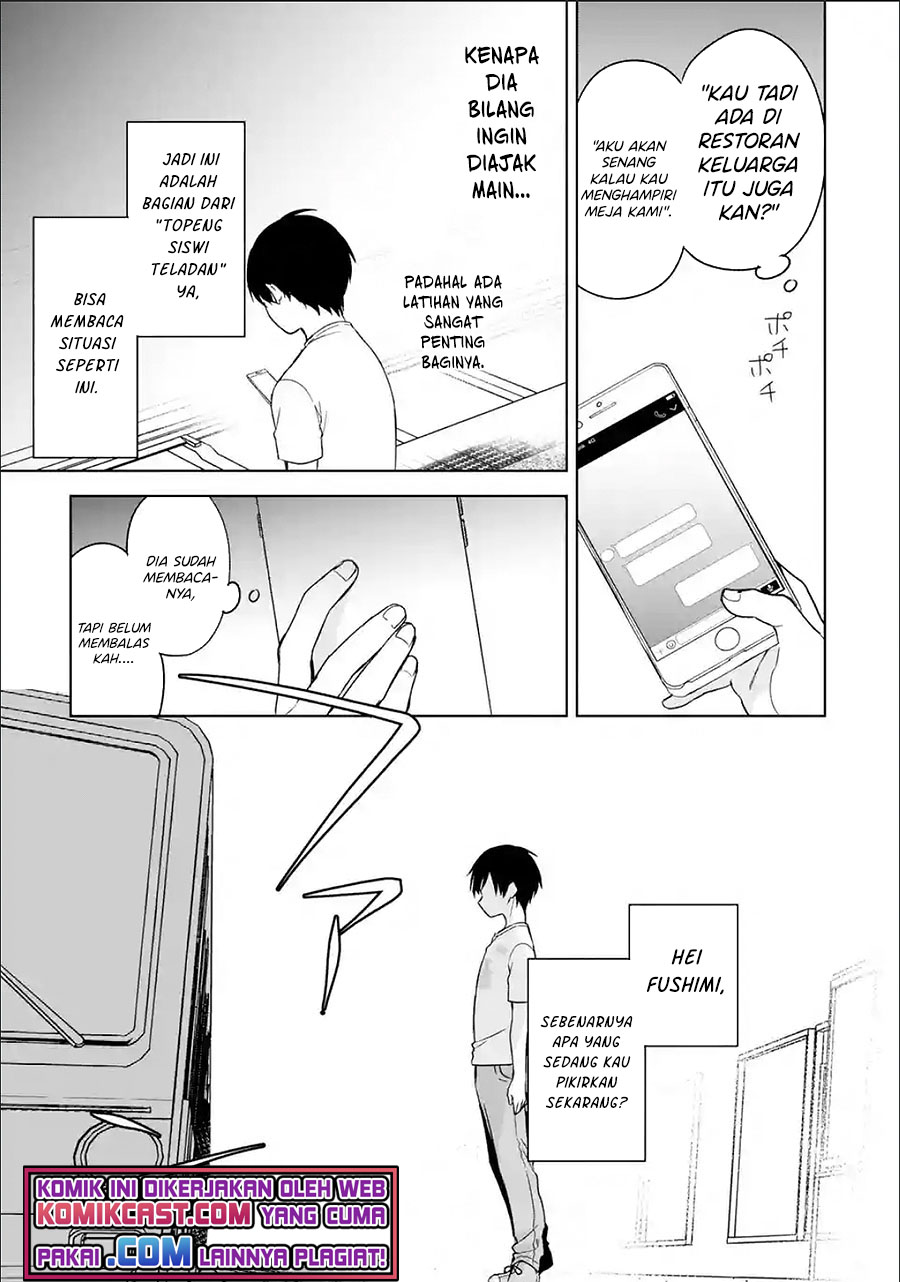 "KAU TADI
ADA DI
RESTORAN
KELUARGA
ITU JUGA
KAN?"
"AKU AKAN
SENANG
KALAU KAU
MENGHAMPIRI
MEJA KAMI".
ポチ
ポチ
KENAPA
DIA
BILANG
INGIN
DIAJAK
MAIN...
PADAHAL ADA
LATIHAN YANG
SANGAT
PENTING
BAGINYA.
JADI INI
ADALAH
BAGIAN DARI
"TOPENG
SISWI
TELADAN"
YA,
BISA
MEMBACA
SITUASI
SEPERTI
INI.
DIA SUDAH
MEMBACA-
NYA,
TAPI BELUM
MEMBALAS
KAH....
HEI
FUSHIMI,
SEBENARNYA
APA YANG
SEDANG KAU
PIKIRKAN
SEKARANG?
KOMIK INI DIKERJAKAN OLEH WEB
KOMIKCAST.COM YANG CUMA
PAKAI .COM LAINNYA PLAGIAT!